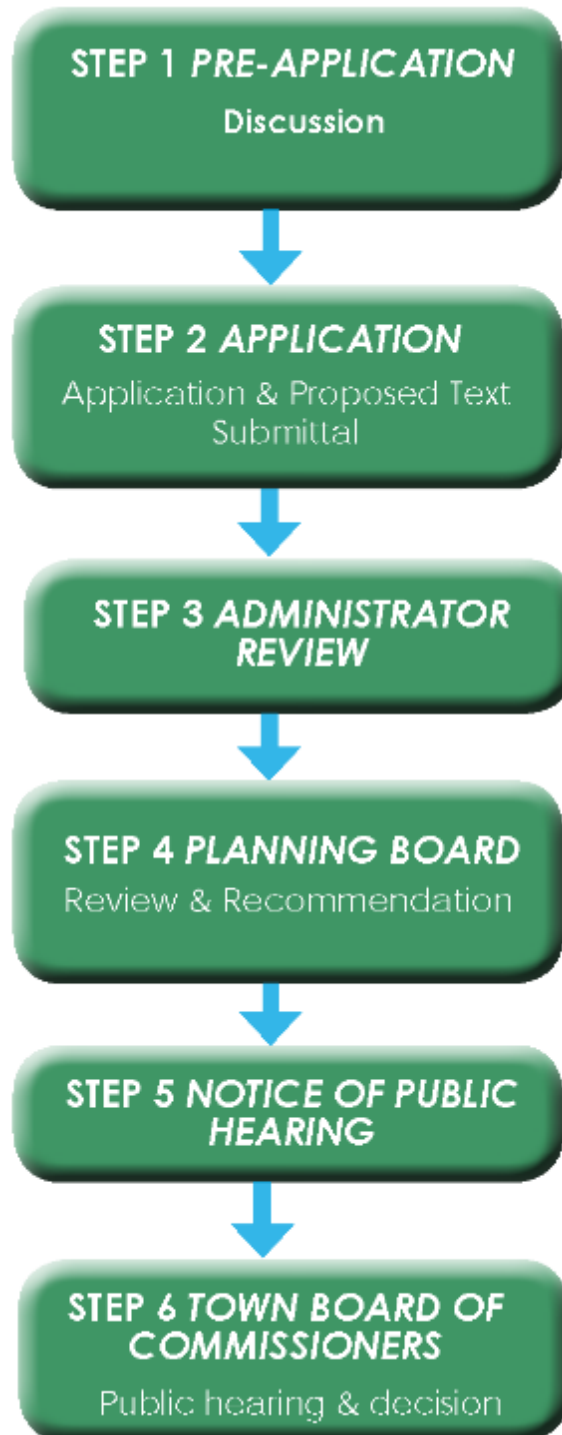 STEP 1 PRE-APPLICATION
Discussion
STEP 2 APPLICATION
Application & Proposed Text
Submittal
STEP 3 ADMINISTRATOR
REVIEW
STEP 4 PLANNING BOARD
Review & Recommendation
STEP 5 NOTICE OF PUBLIC
HEARING
STEP 6 TOWN BOARD OF
COMMISSIONERS
Public hearing & decision